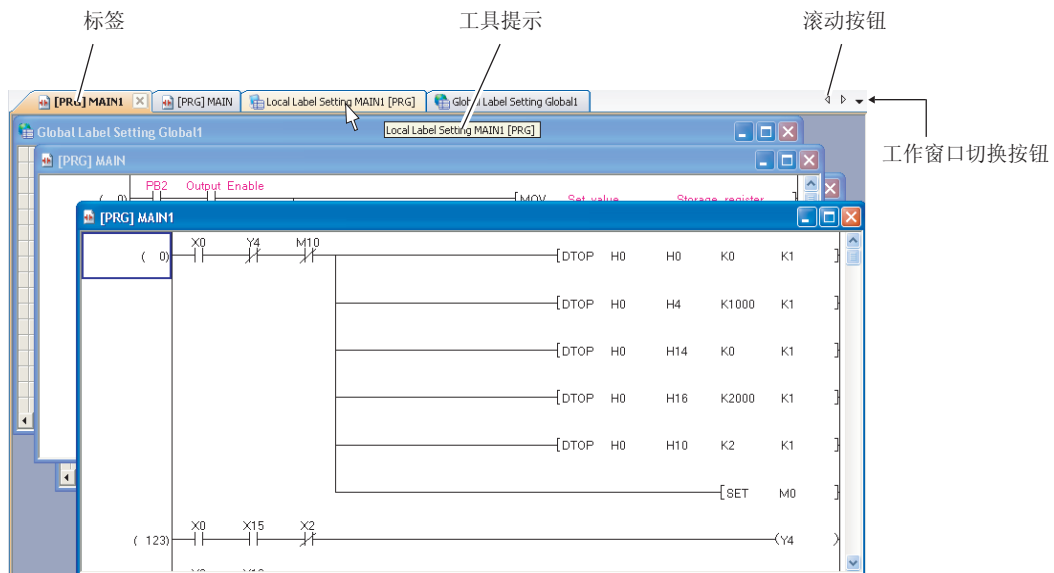 标签 工具提示 滚动按钮
[PRG] MAIN1 [PRG] MAIN Local Label Setting MAIN1 [PRG] Global Label Setting Global1
Global Label Setting Global1 Local Label Setting MAIN1 [PRG]
工作窗口切换按钮
[PRG] MAIN
PB2 Output Enable
( 0) [MOV Set value Storage register ]
[PRG] MAIN1
X0 Y4 M10
( 0) [DTOP H0 H0 K0 K1 ]
[DTOP H0 H4 K1000 K1 ]
[DTOP H0 H14 K0 K1 ]
[DTOP H0 H16 K2000 K1 ]
[DTOP H0 H10 K2 K1 ]
[SET M0 ]
X0 X15 X2
( 123) (Y4 )